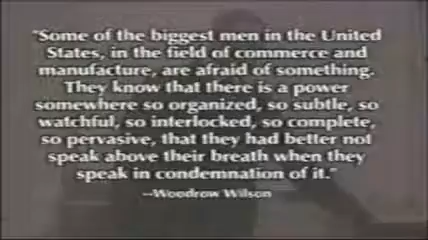 "Some of the biggest men in the United
States, in the field of commerce and
manufacture, are afraid of something.
They know that there is a power
somewhere so organized, so subtle, so
watchful, so interlocked, so complete,
so pervasive, that they had better not
speak above their breath when they
speak in condemnation of it."
--Woodrow Wilson